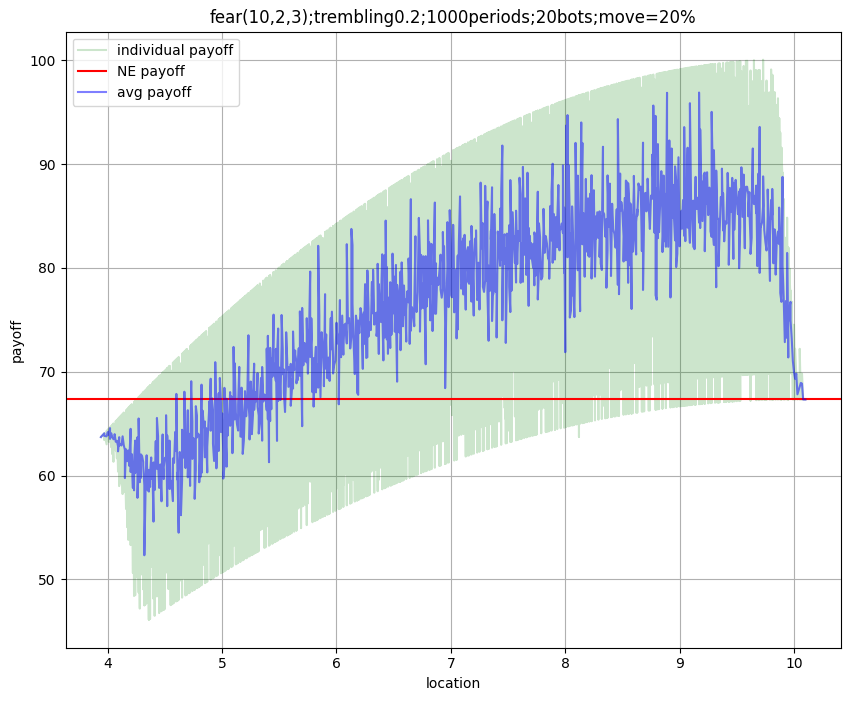 fear(10,2,3);trembling0.2;1000periods;20bots;move=20%
individual payoff
NE payoff
avg payoff
payoff
100
90
80
70
60
50
4 5 6 7 8 9 10
location